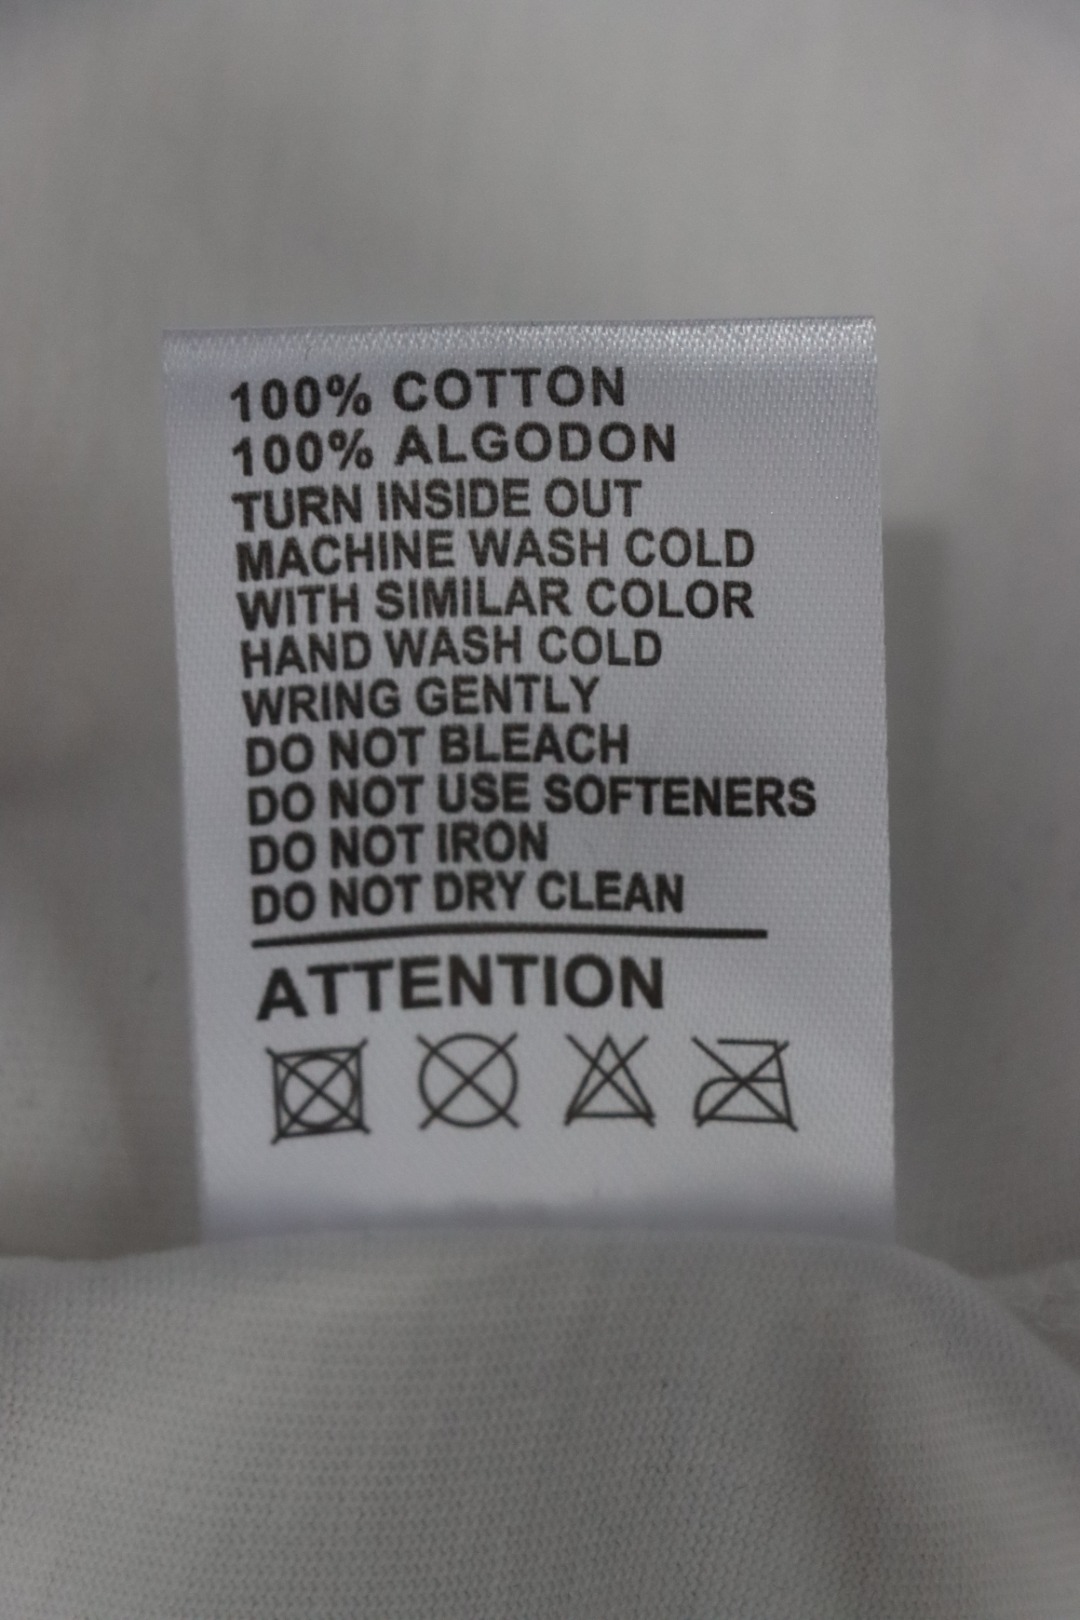 100% COTTON
100% ALGODON
TURN INSIDE OUT
MACHINE WASH COLD
WITH SIMILAR COLOR
HAND WASH COLD
WRING GENTLY
DO NOT BLEACH
DO NOT USE SOFTENERS
DO NOT IRON
DO NOT DRY CLEAN
ATTENTION